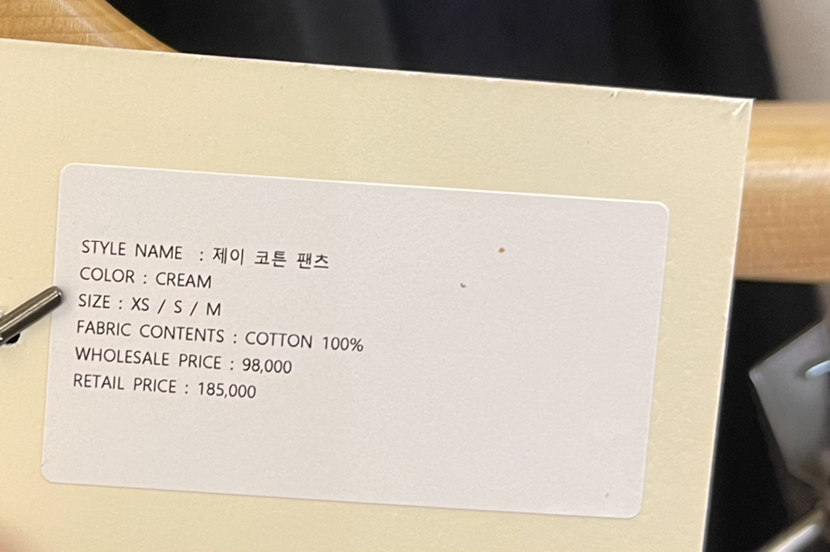 STYLE NAME : 제이 코튼 팬츠
COLOR : CREAM
SIZE : XS / S / M
FABRIC CONTENTS : COTTON 100%
WHOLESALE PRICE : 98,000
RETAIL PRICE : 185,000